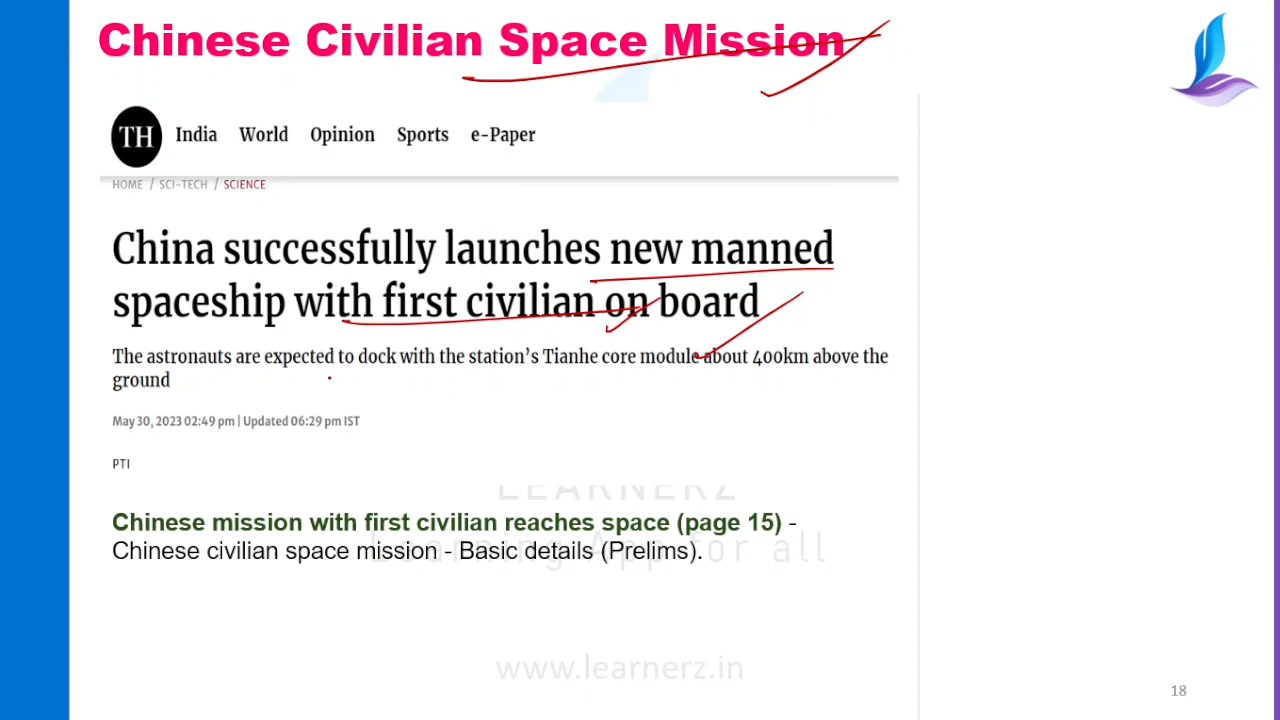 Chinese Civilian Space Mission
TH India World Opinion Sports e-Paper
HOME / SCI-TECH / SCIENCE
China successfully launches new manned
spaceship with first civilian on board
The astronauts are expected to dock with the station's Tianhe core module about 400km above the
ground
May 30, 2023 02:49 pm | Updated 06:29 pm IST
PTI
LEARNERZ
Chinese mission with first civilian reaches space (page 15) -
Learning App for all
Chinese civilian space mission - Basic details (Prelims).
www.learnerz.in
18